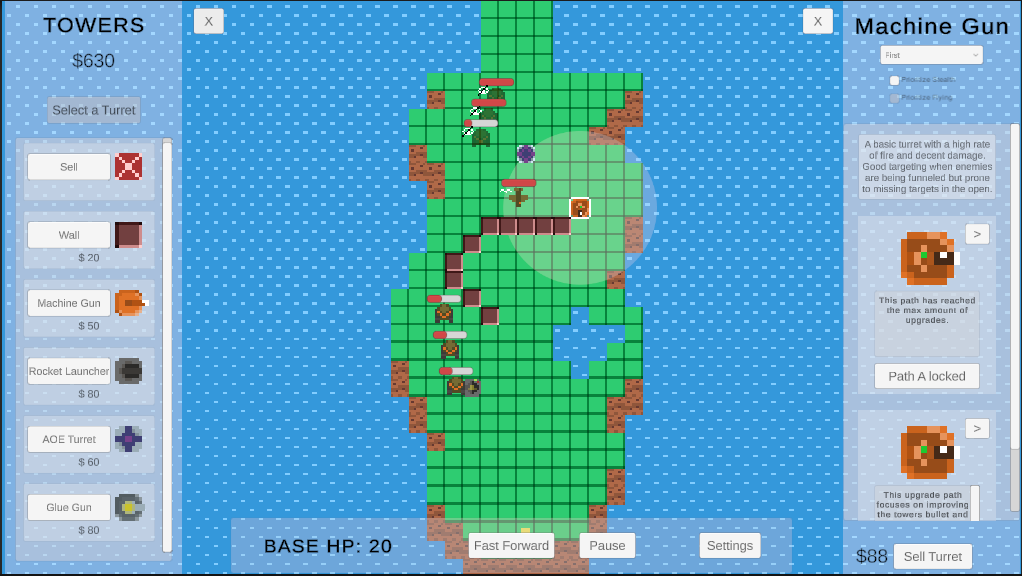 TOWERS
$630
Select a Turret
Sell
Wall
$ 20
Machine Gun
$ 50
Rocket Launcher
$ 80
AOE Turret
$ 60
Glue Gun
$ 80
X
X
BASE HP: 20
Fast Forward
Pause
Settings
Machine Gun
First
A basic turret with a high rate
of fire and decent damage.
Good targeting when enemies
are being funneled but prone
to missing targets in the open.
>
This path has reached
the max amount of
upgrades.
Path A locked
>
This upgrade path
focuses on improving
the towers bullet and
$88
Sell Turret